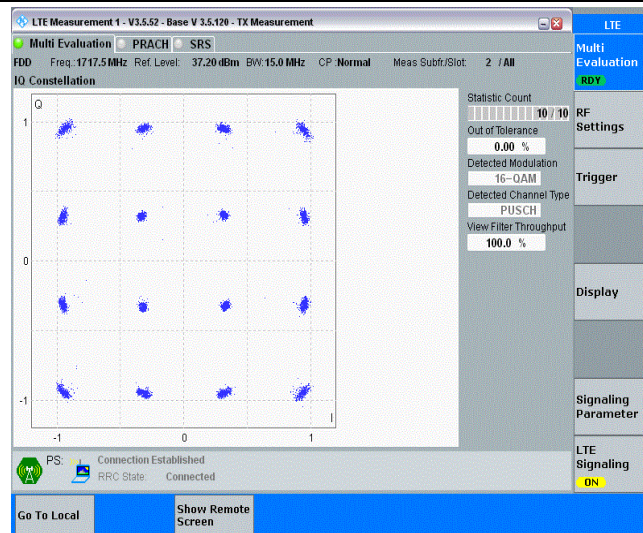 LTE Measurement 1 - V3.5.52 - Base V 3.5.120 - TX Measurement
LTE
Multi Evaluation PRACH SRS
FDD Freq.:1717.5 MHz Ref. Level: 37.20 dBm BW:15.0 MHz CP :Normal Meas Subfr./Slot: 2 / All
IQ Constellation
Multi
Evaluation
RDY
Q
Statistic Count
10 / 10
Out of Tolerance
0.00 %
Detected Modulation
16-QAM
Detected Channel Type
PUSCH
View Filter Throughput
100.0 %
RF
Settings
Trigger
Display
Signaling
Parameter
LTE
Signaling
ON
1
0
-1
I
-1 0 1
PS: Connection Established
RRC State: Connected
Go To Local
Show Remote
Screen